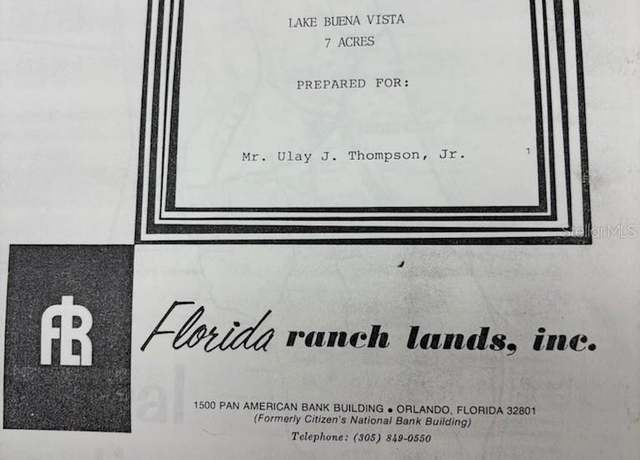 LAKE BUENA VISTA
7 ACRES
PREPARED FOR:
Mr. Ulay J. Thompson, Jr.
StellarMLS
FLR
Florida ranch lands, inc.
1500 PAN AMERICAN BANK BUILDING • ORLANDO, FLORIDA 32801
(Formerly Citizen's National Bank Building)
Telephone: (305) 849-0550